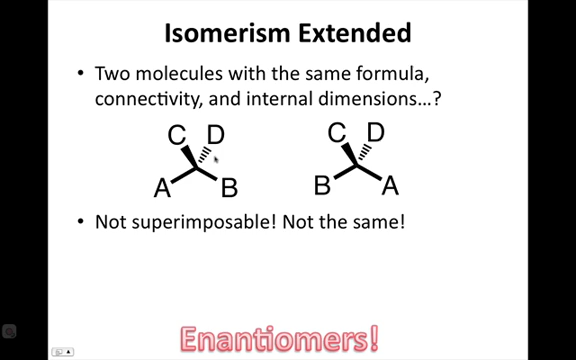 Isomerism Extended
• Two molecules with the same formula,
connectivity, and internal dimensions…?
C D C D
A B B A
• Not superimposable! Not the same!
Enantiomers!